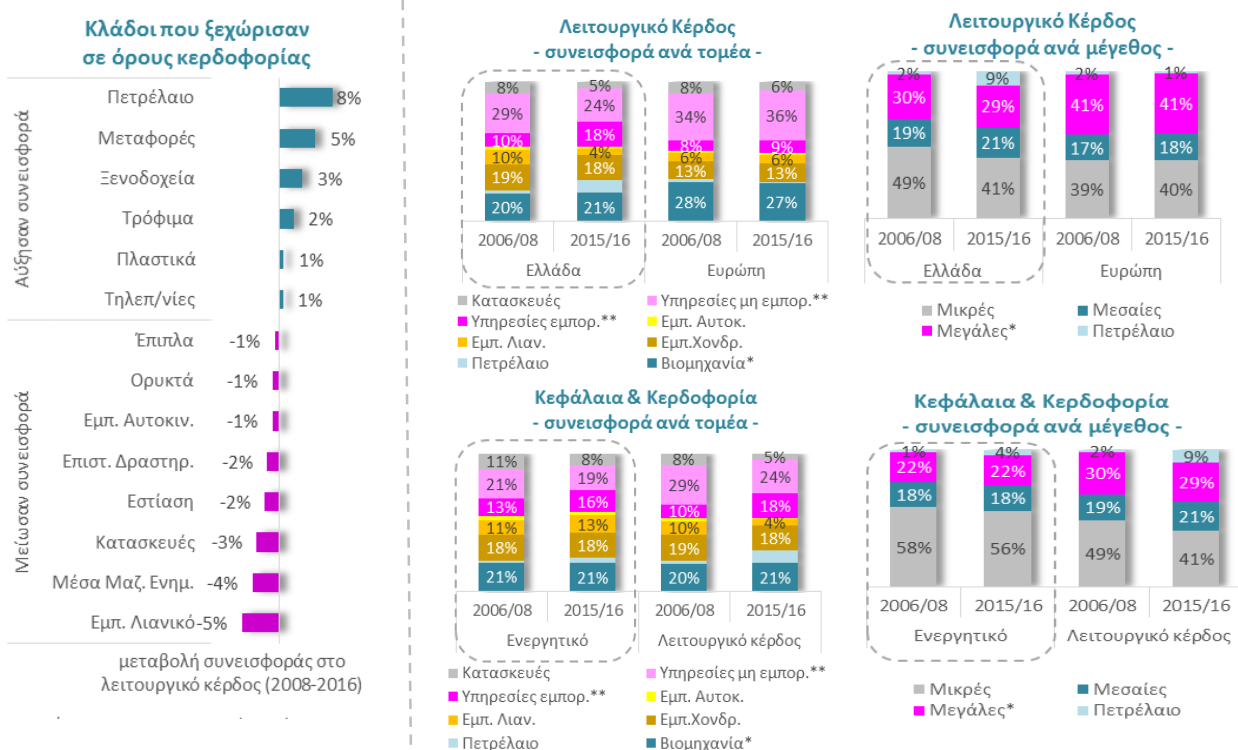 Κλάδοι που ξεχώρισαν
σε όρους κερδοφορίας
Αύξησαν συνεισφορά
Πετρέλαιο 8%
Μεταφορές 5%
Ξενοδοχεία 3%
Τρόφιμα 2%
Πλαστικά 1%
Τηλεπ/νίες 1%
Μείωσαν συνεισφορά
Έπιπλα -1%
Ορυκτά -1%
Εμπ. Αυτοκιν. -1%
Επιστ. Δραστηρ. -2%
Εστίαση -2%
Κατασκευές -3%
Μέσα Μαζ. Ενημ. -4%
Εμπ. Λιανικό -5%
μεταβολή συνεισφοράς στο
λειτουργικό κέρδος (2008-2016)
Λειτουργικό Κέρδος
- συνεισφορά ανά τομέα -
8% 5% 8% 6%
29% 24% 34% 36%
10% 18% 8% 9%
10% 4% 6% 6%
19% 18% 13% 13%
20% 21% 28% 27%
2006/08 2015/16 2006/08 2015/16
Ελλάδα Ευρώπη
Κατασκευές Υπηρεσίες μη εμπορ.**
Υπηρεσίες εμπορ.** Εμπ. Αυτοκ.
Εμπ. Λιαν. Εμπ.Χονδρ.
Πετρέλαιο Βιομηχανία*
Λειτουργικό Κέρδος
- συνεισφορά ανά μέγεθος -
2% 9% 2% 1%
30% 29% 41% 41%
19% 21% 17% 18%
49% 41% 39% 40%
2006/08 2015/16 2006/08 2015/16
Ελλάδα Ευρώπη
Μικρές Μεσαίες
Μεγάλες* Πετρέλαιο
Κεφάλαια & Κερδοφορία
- συνεισφορά ανά τομέα -
11% 8% 8% 5%
21% 19% 29% 24%
13% 16% 10% 18%
11% 13% 10% 4%
18% 18% 19% 18%
21% 21% 20% 21%
2006/08 2015/16 2006/08 2015/16
Ενεργητικό Λειτουργικό κέρδος
Κατασκευές Υπηρεσίες μη εμπορ.**
Υπηρεσίες εμπορ.** Εμπ. Αυτοκ.
Εμπ. Λιαν. Εμπ.Χονδρ.
Πετρέλαιο Βιομηχανία*
Κεφάλαια & Κερδοφορία
- συνεισφορά ανά μέγεθος -
1% 4% 2% 9%
22% 22% 30% 29%
18% 18% 19% 21%
58% 56% 49% 41%
2006/08 2015/16 2006/08 2015/16
Ενεργητικό Λειτουργικό κέρδος
Μικρές Μεσαίες
Μεγάλες* Πετρέλαιο